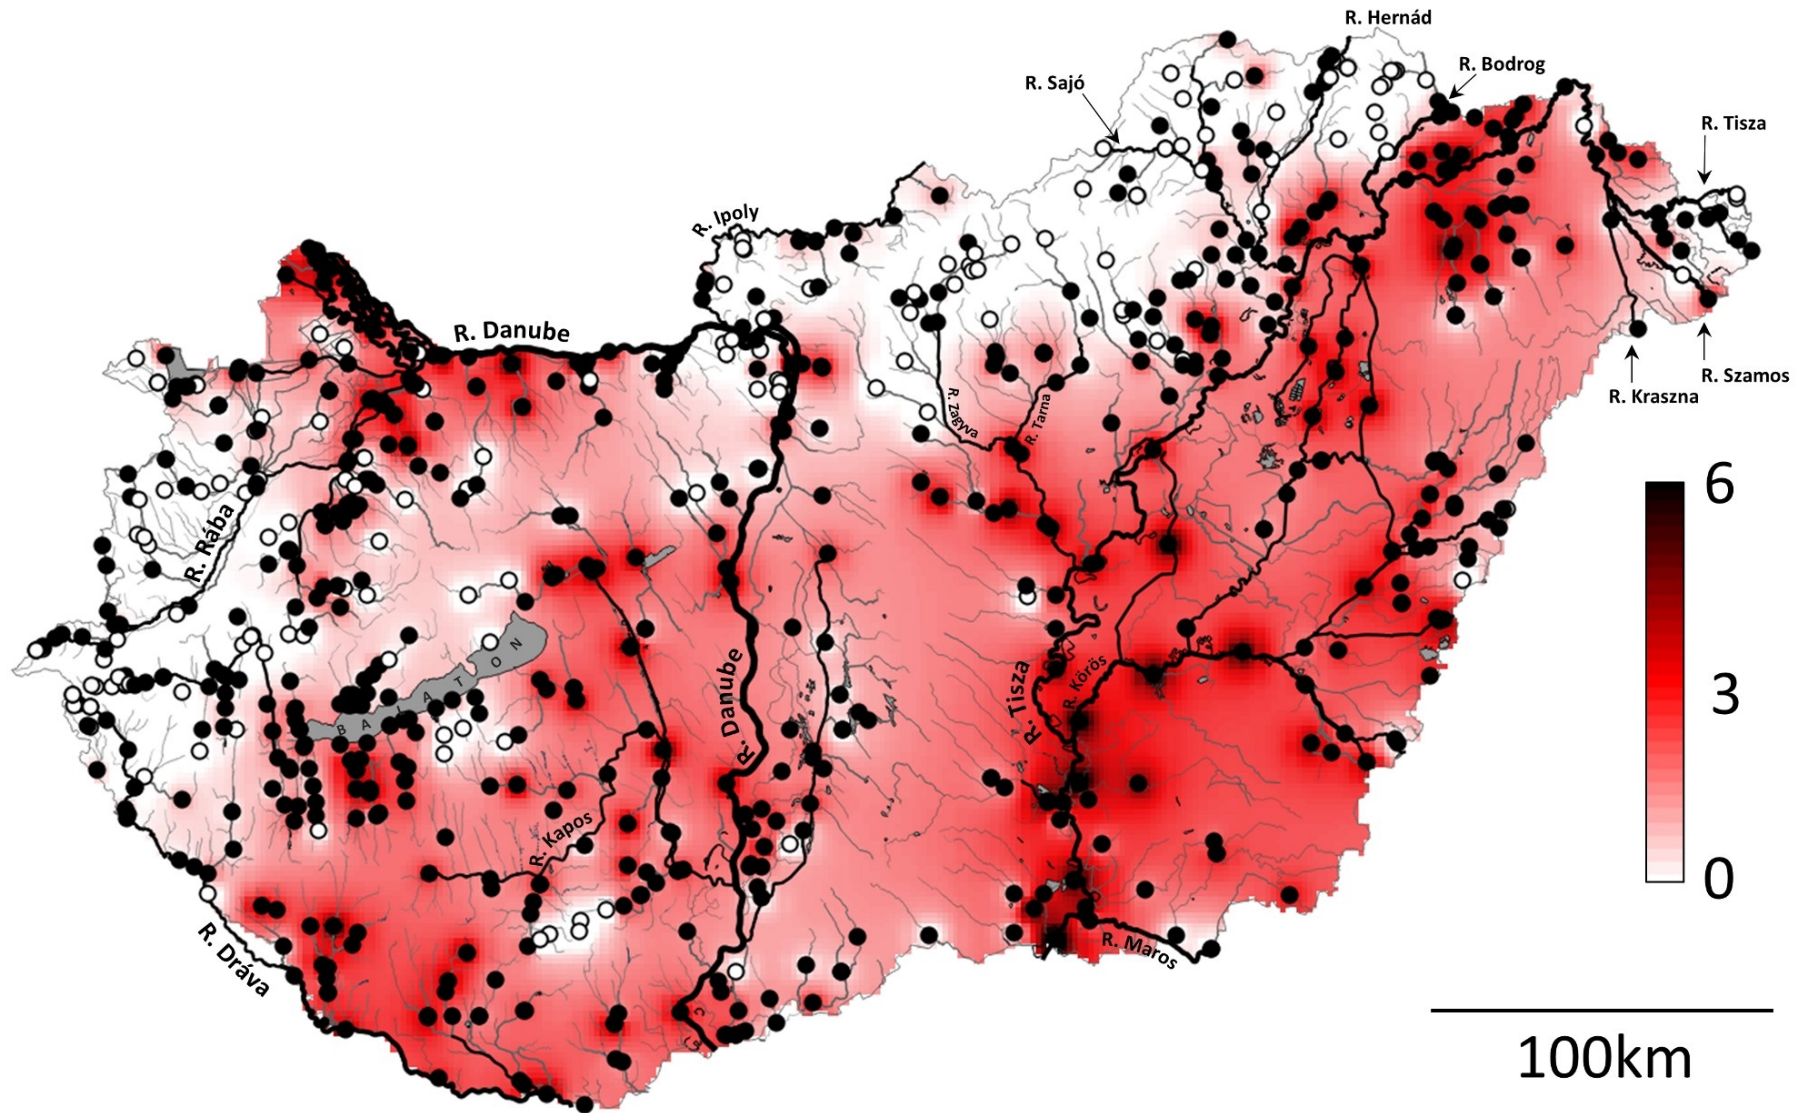 R. Hernád
R. Bodrog
R. Sajó
R. Tisza
R. Ipoly
R. Danube
R. Szamos
R. Kraszna
R. Zagyva
R. Tarna
6
R. Rába
BALATON
R. Danube
R. Tisza
R. Körös
3
R. Kapos
0
R. Dráva
R. Maros
100km